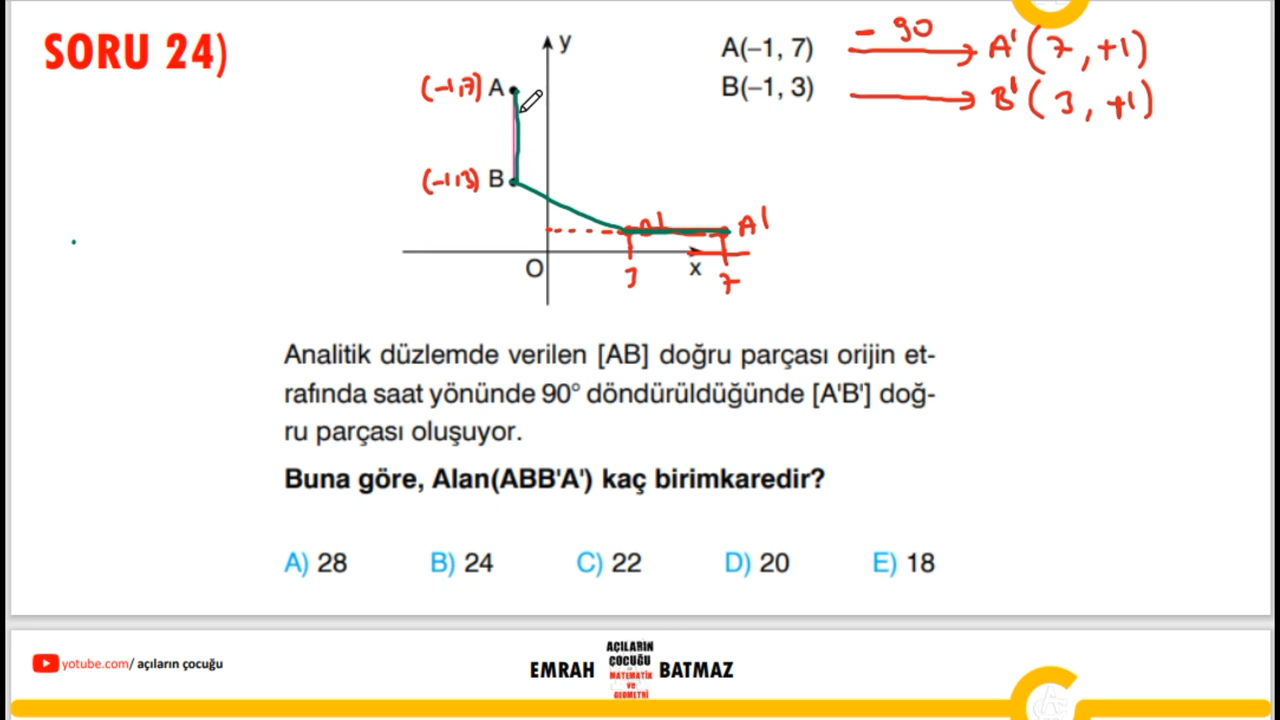 SORU 24)
y
A(–1, 7)
B(–1, 3)
- 90
A' (7, +1)
B' (3, +1)
(-1,7) A
(-1,3) B
A'
O
3
x
7
Analitik düzlemde verilen [AB] doğru parçası orijin et-
rafında saat yönünde 90° döndürüldüğünde [A'B'] doğ-
ru parçası oluşuyor.
Buna göre, Alan(ABB'A') kaç birimkaredir?
A) 28 B) 24 C) 22 D) 20 E) 18
yotube.com/ açıların çocuğu
EMRAH
AÇILARIN
ÇOCUĞU
MATEMATİK
ve
GEOMETRİ
BATMAZ